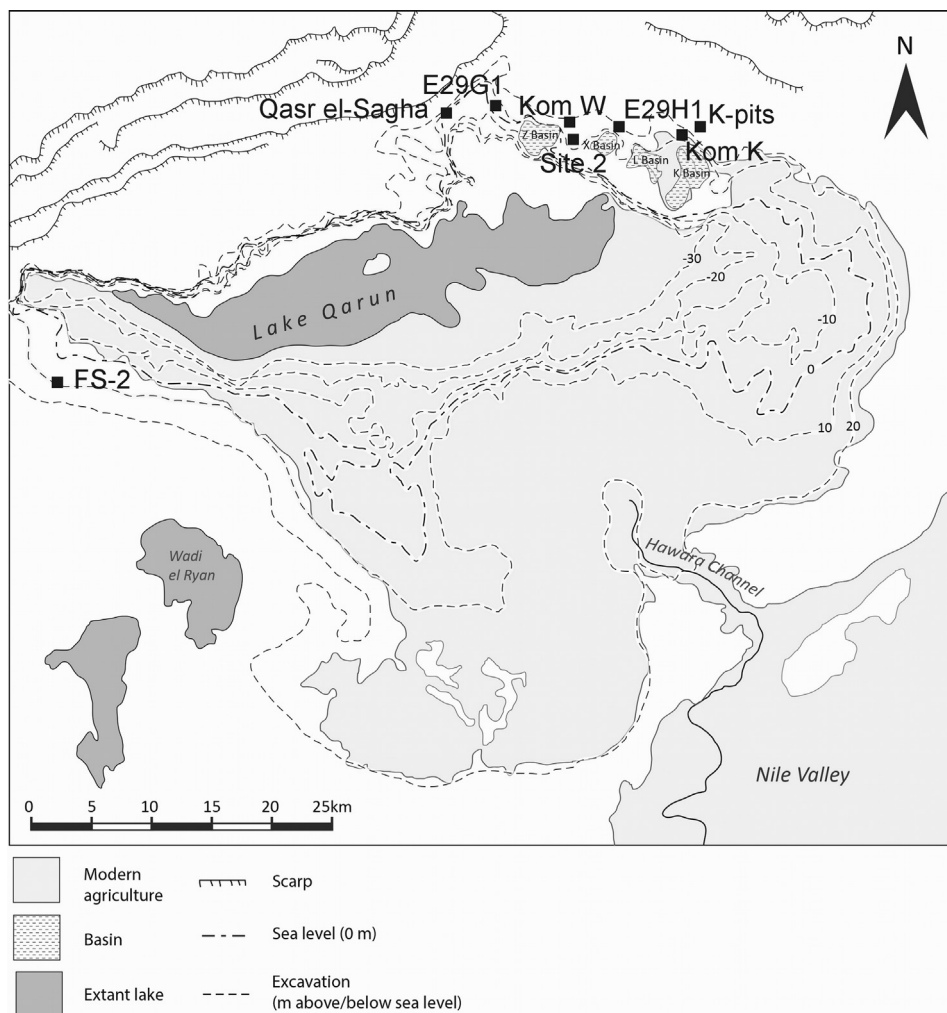 N
E29G1
Qasr el-Sagha
Kom W
E29H1
K-pits
Z Basin
X Basin
Site 2
L Basin
Kom K
K Basin
-30
-20
Lake Qarun
-10
0
FS-2
10
20
Hawara Channel
Wadi
el Ryan
Nile Valley
0 5 10 15 20 25km
Modern
agriculture
Scarp
Basin
Sea level (0 m)
Extant lake
Excavation
(m above/below sea level)